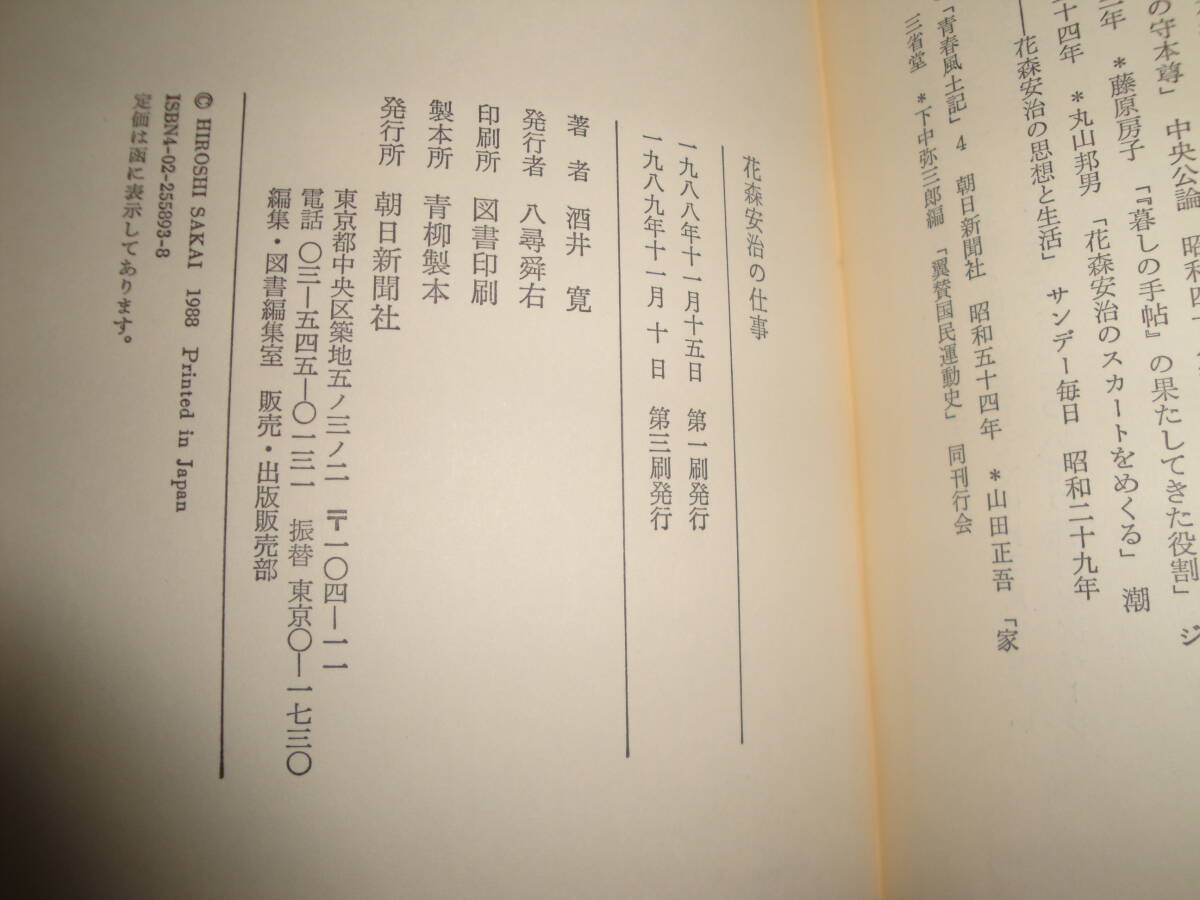 の守本尊」 中央公論 昭和四十
二年 *藤原房子 『『暮しの手帖』の果たしてきた役割」 ジ
十四年 *丸山邦男 「花森安治のスカートをめくる」 潮
──花森安治の思想と生活」 サンデー毎日 昭和二十九年
「青春風土記」4 朝日新聞社 昭和五十四年 *山田正吾 「家
三省堂 *下中弥三郎編 「翼賛国民運動史」 同刊行会
花森安治の仕事
一九八八年十一月十五日 第一刷発行
一九八九年十一月十日 第三刷発行
著者 酒井 寛
発行者 八尋舜右
印刷所 図書印刷
製本所 青柳製本
発行所 朝日新聞社
東京都中央区築地五ノ三ノ二 〒一〇四―一一
電話 〇三―五四五―〇一三一 振替 東京〇―一七三〇
編集・図書編集室 販売・出版販売部
© HIROSHI SAKAI 1988 Printed in Japan
ISBN4-02-255893-8
定価は函に表示してあります。